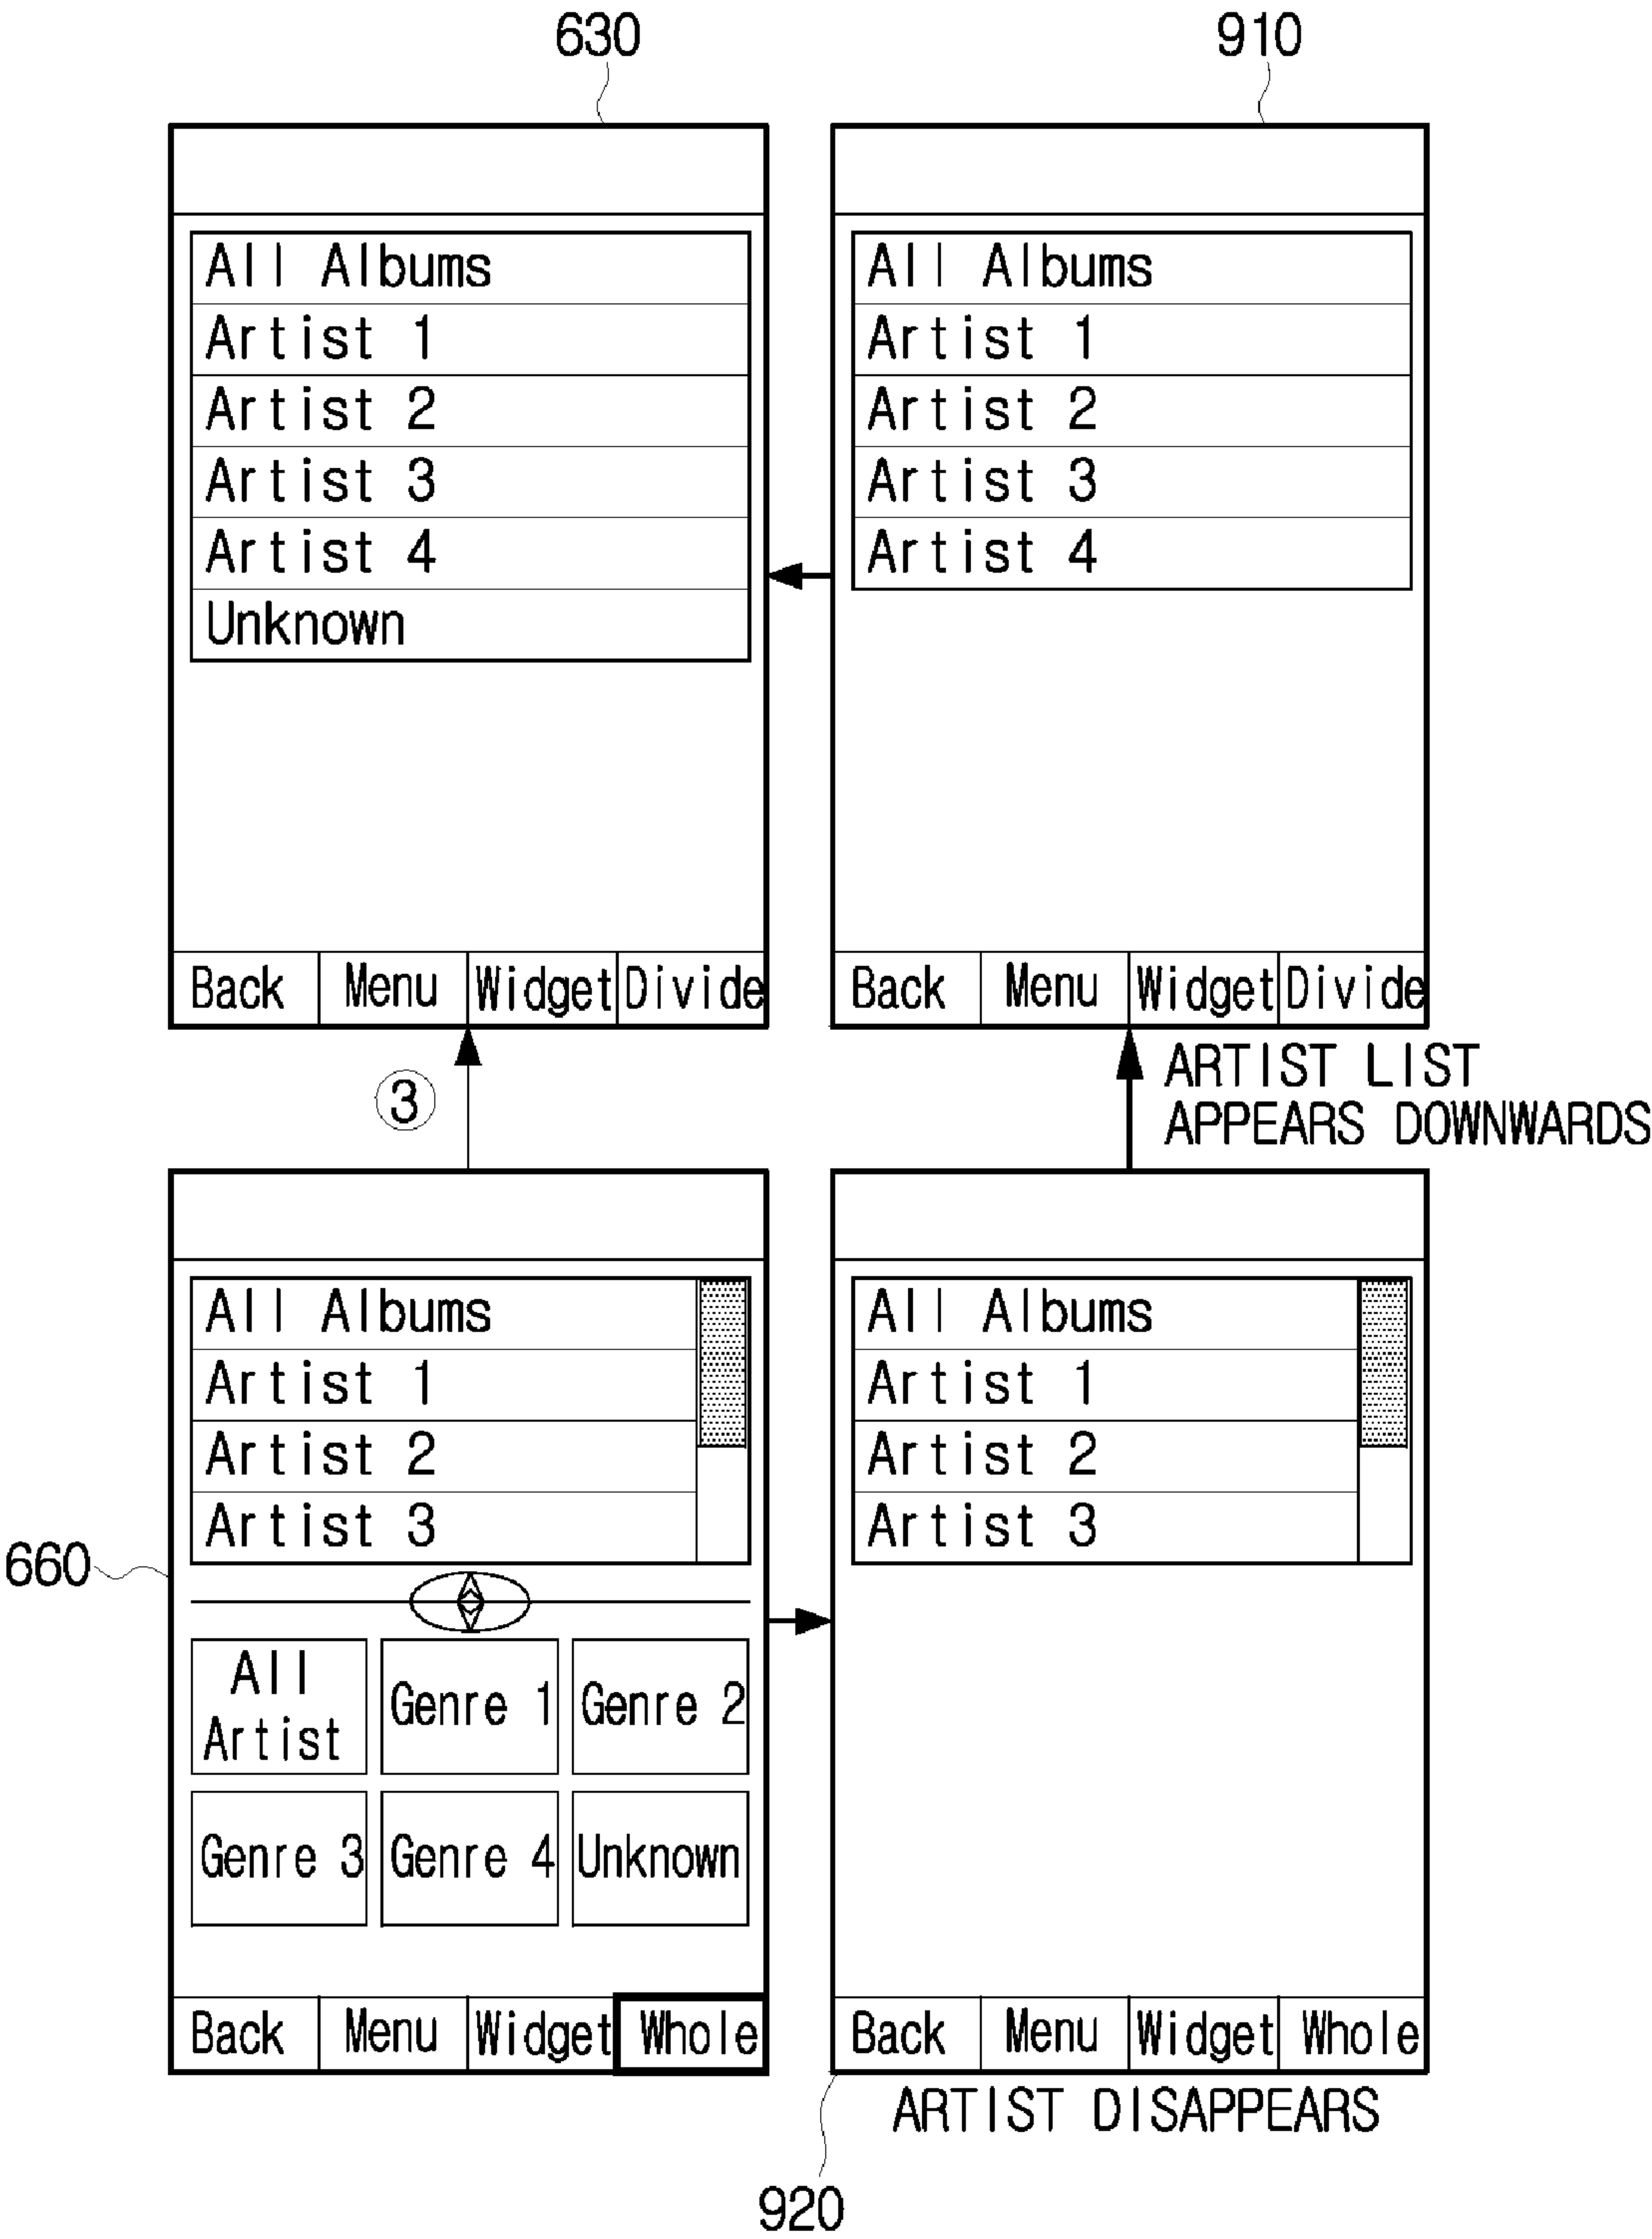 630
910
All Albums
Artist 1
Artist 2
Artist 3
Artist 4
Unknown
Back Menu Widget Divide
All Albums
Artist 1
Artist 2
Artist 3
Artist 4
Back Menu Widget Divide
3
ARTIST LIST
APPEARS DOWNWARDS
660
All Albums
Artist 1
Artist 2
Artist 3
All
Artist
Genre 1
Genre 2
Genre 3
Genre 4
Unknown
Back Menu Widget Whole
All Albums
Artist 1
Artist 2
Artist 3
Back Menu Widget Whole
ARTIST DISAPPEARS
920